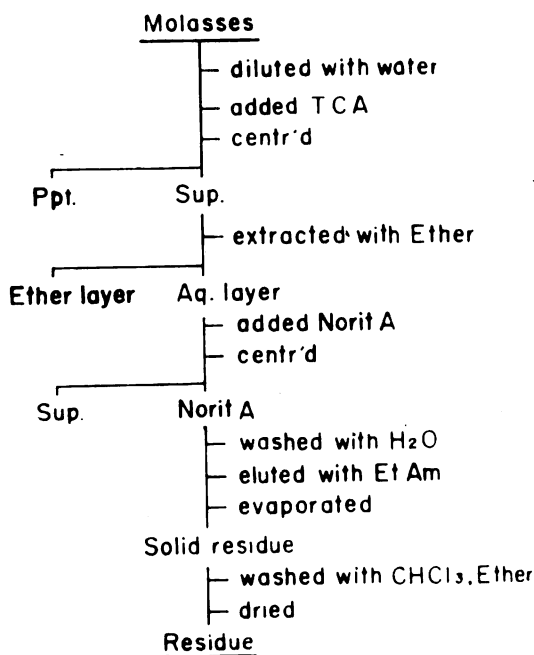 Molasses
diluted with water
added TCA
centr'd
Ppt. Sup.
extracted with Ether
Ether layer Aq. layer
added Norit A
centr'd
Sup. Norit A
washed with H2O
eluted with Et Am
evaporated
Solid residue
washed with CHCl3, Ether
dried
Residue